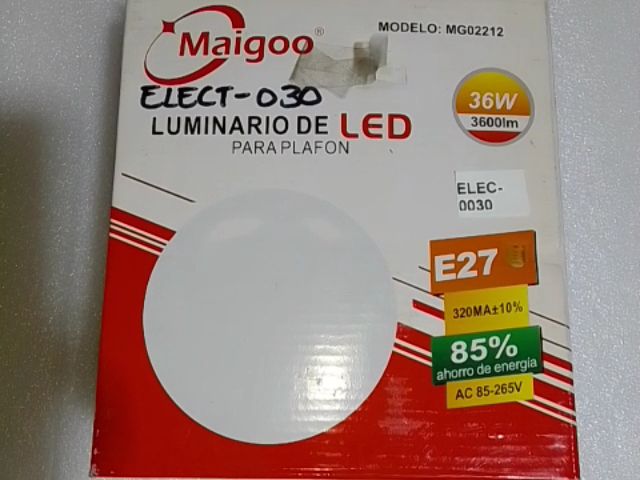 Maigoo®
MODELO: MG02212
ELECT-030
LUMINARIO DE LED
PARA PLAFON
36W
3600lm
ELEC-
0030
E27
320MA±10%
85%
ahorro de energia
AC 85-265V